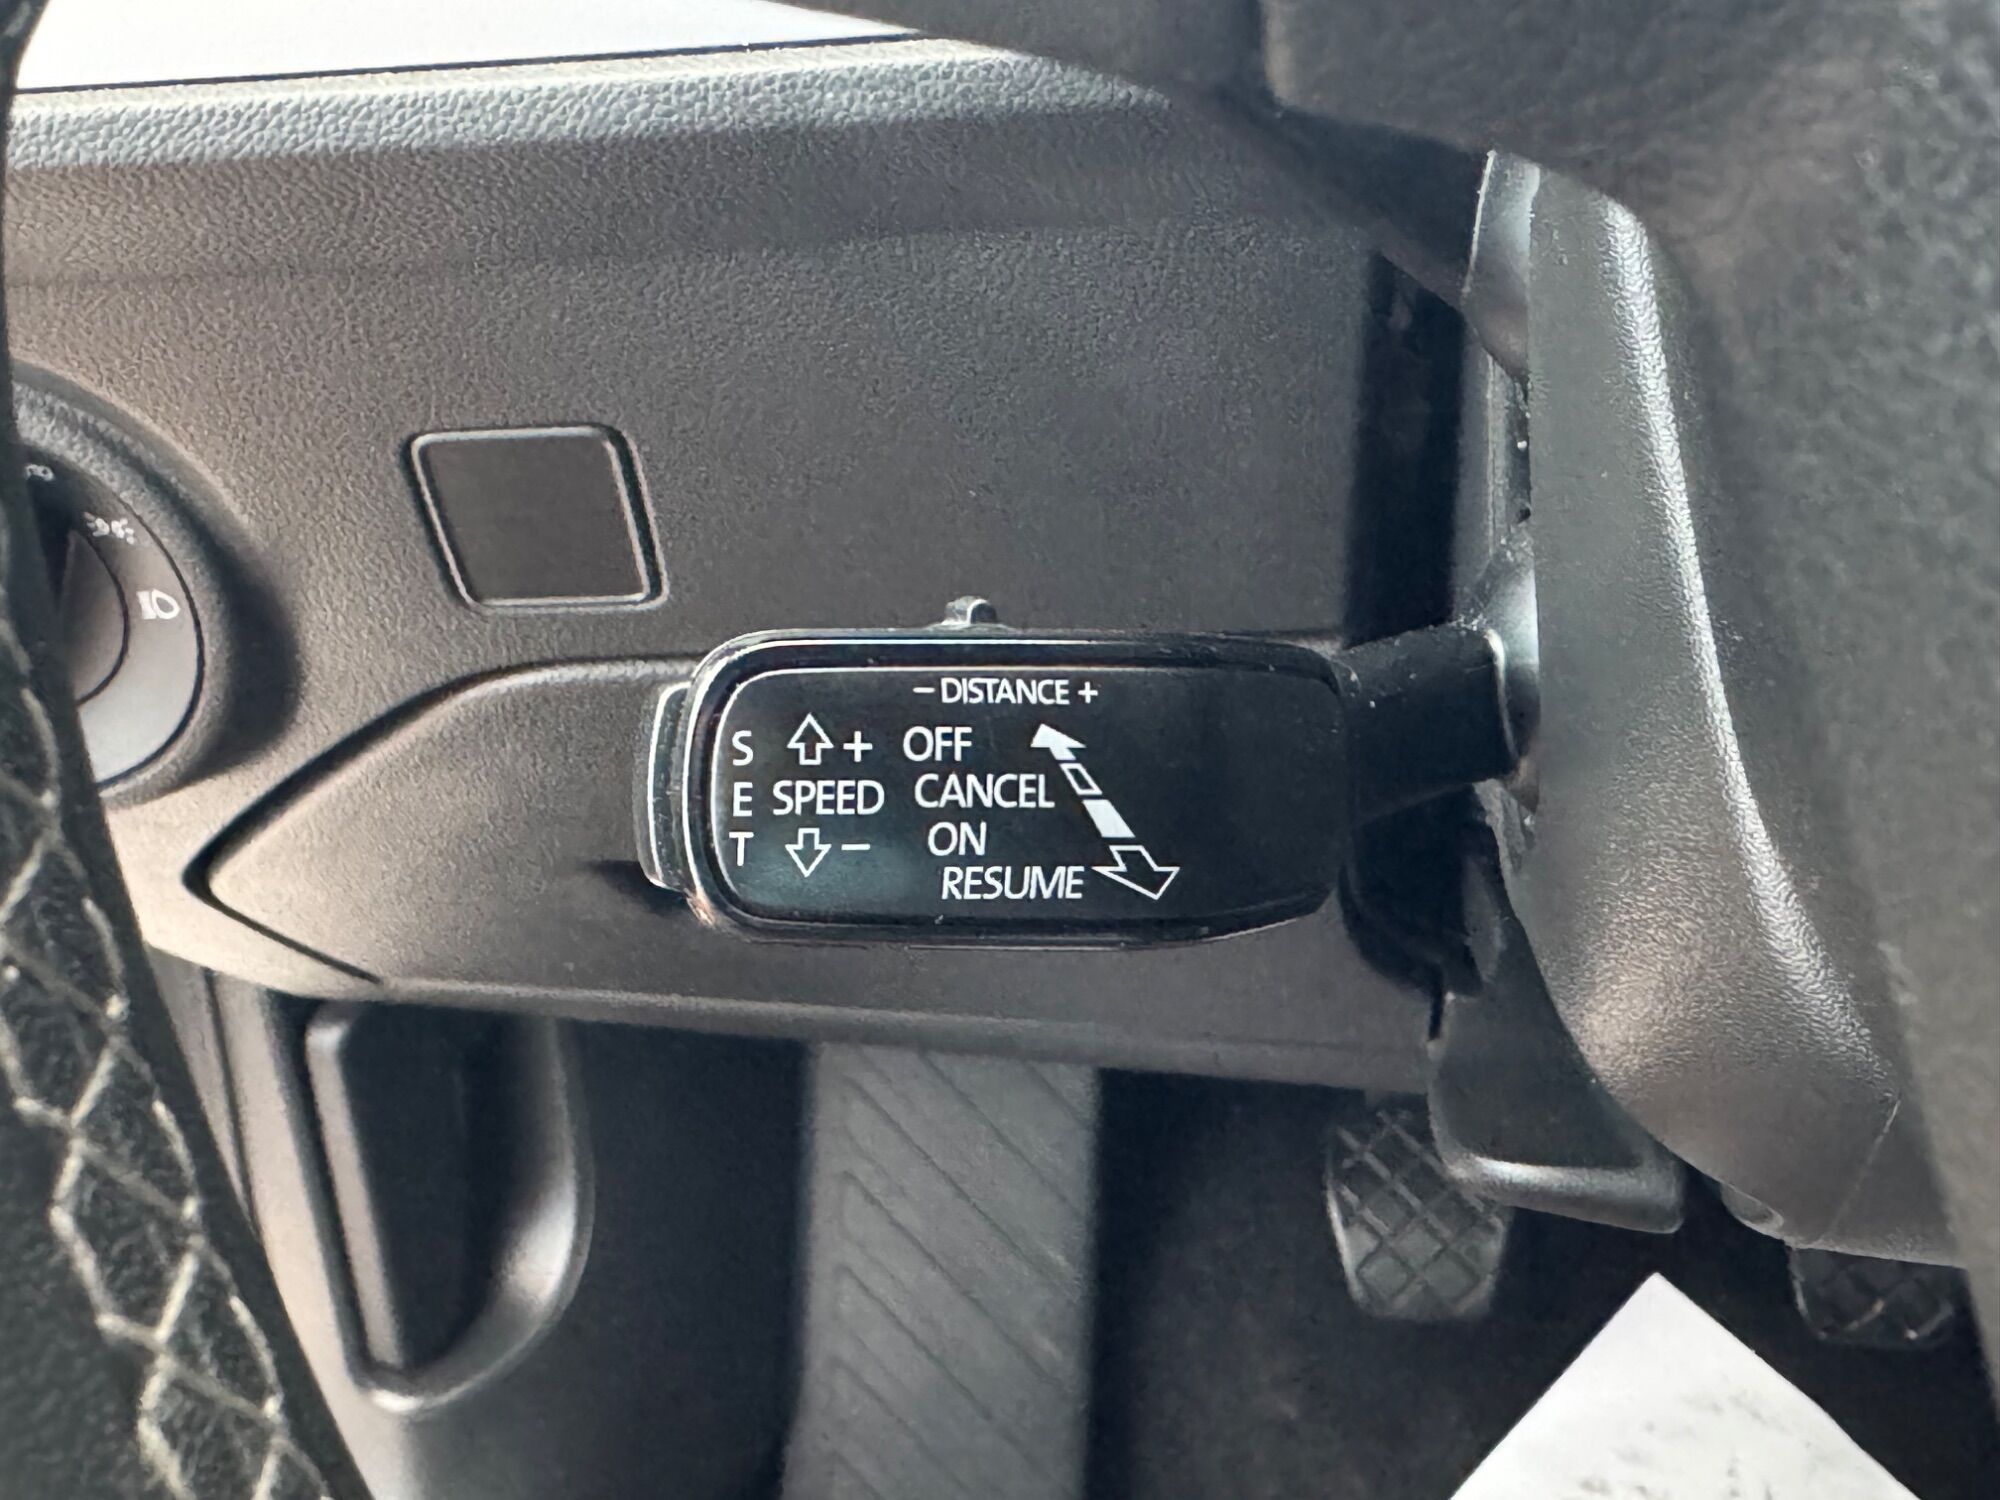 – DISTANCE +
S + OFF
E SPEED CANCEL
T – ON
RESUME